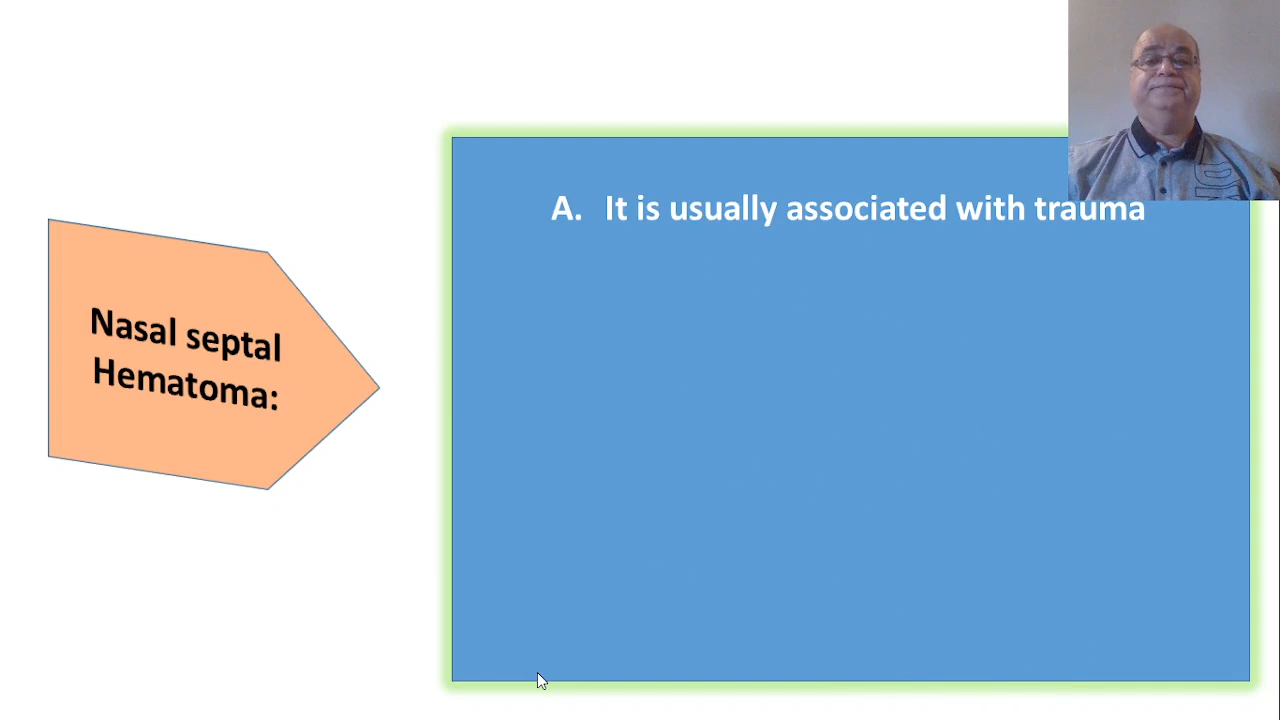 Nasal septal
Hematoma:
A. It is usually associated with trauma